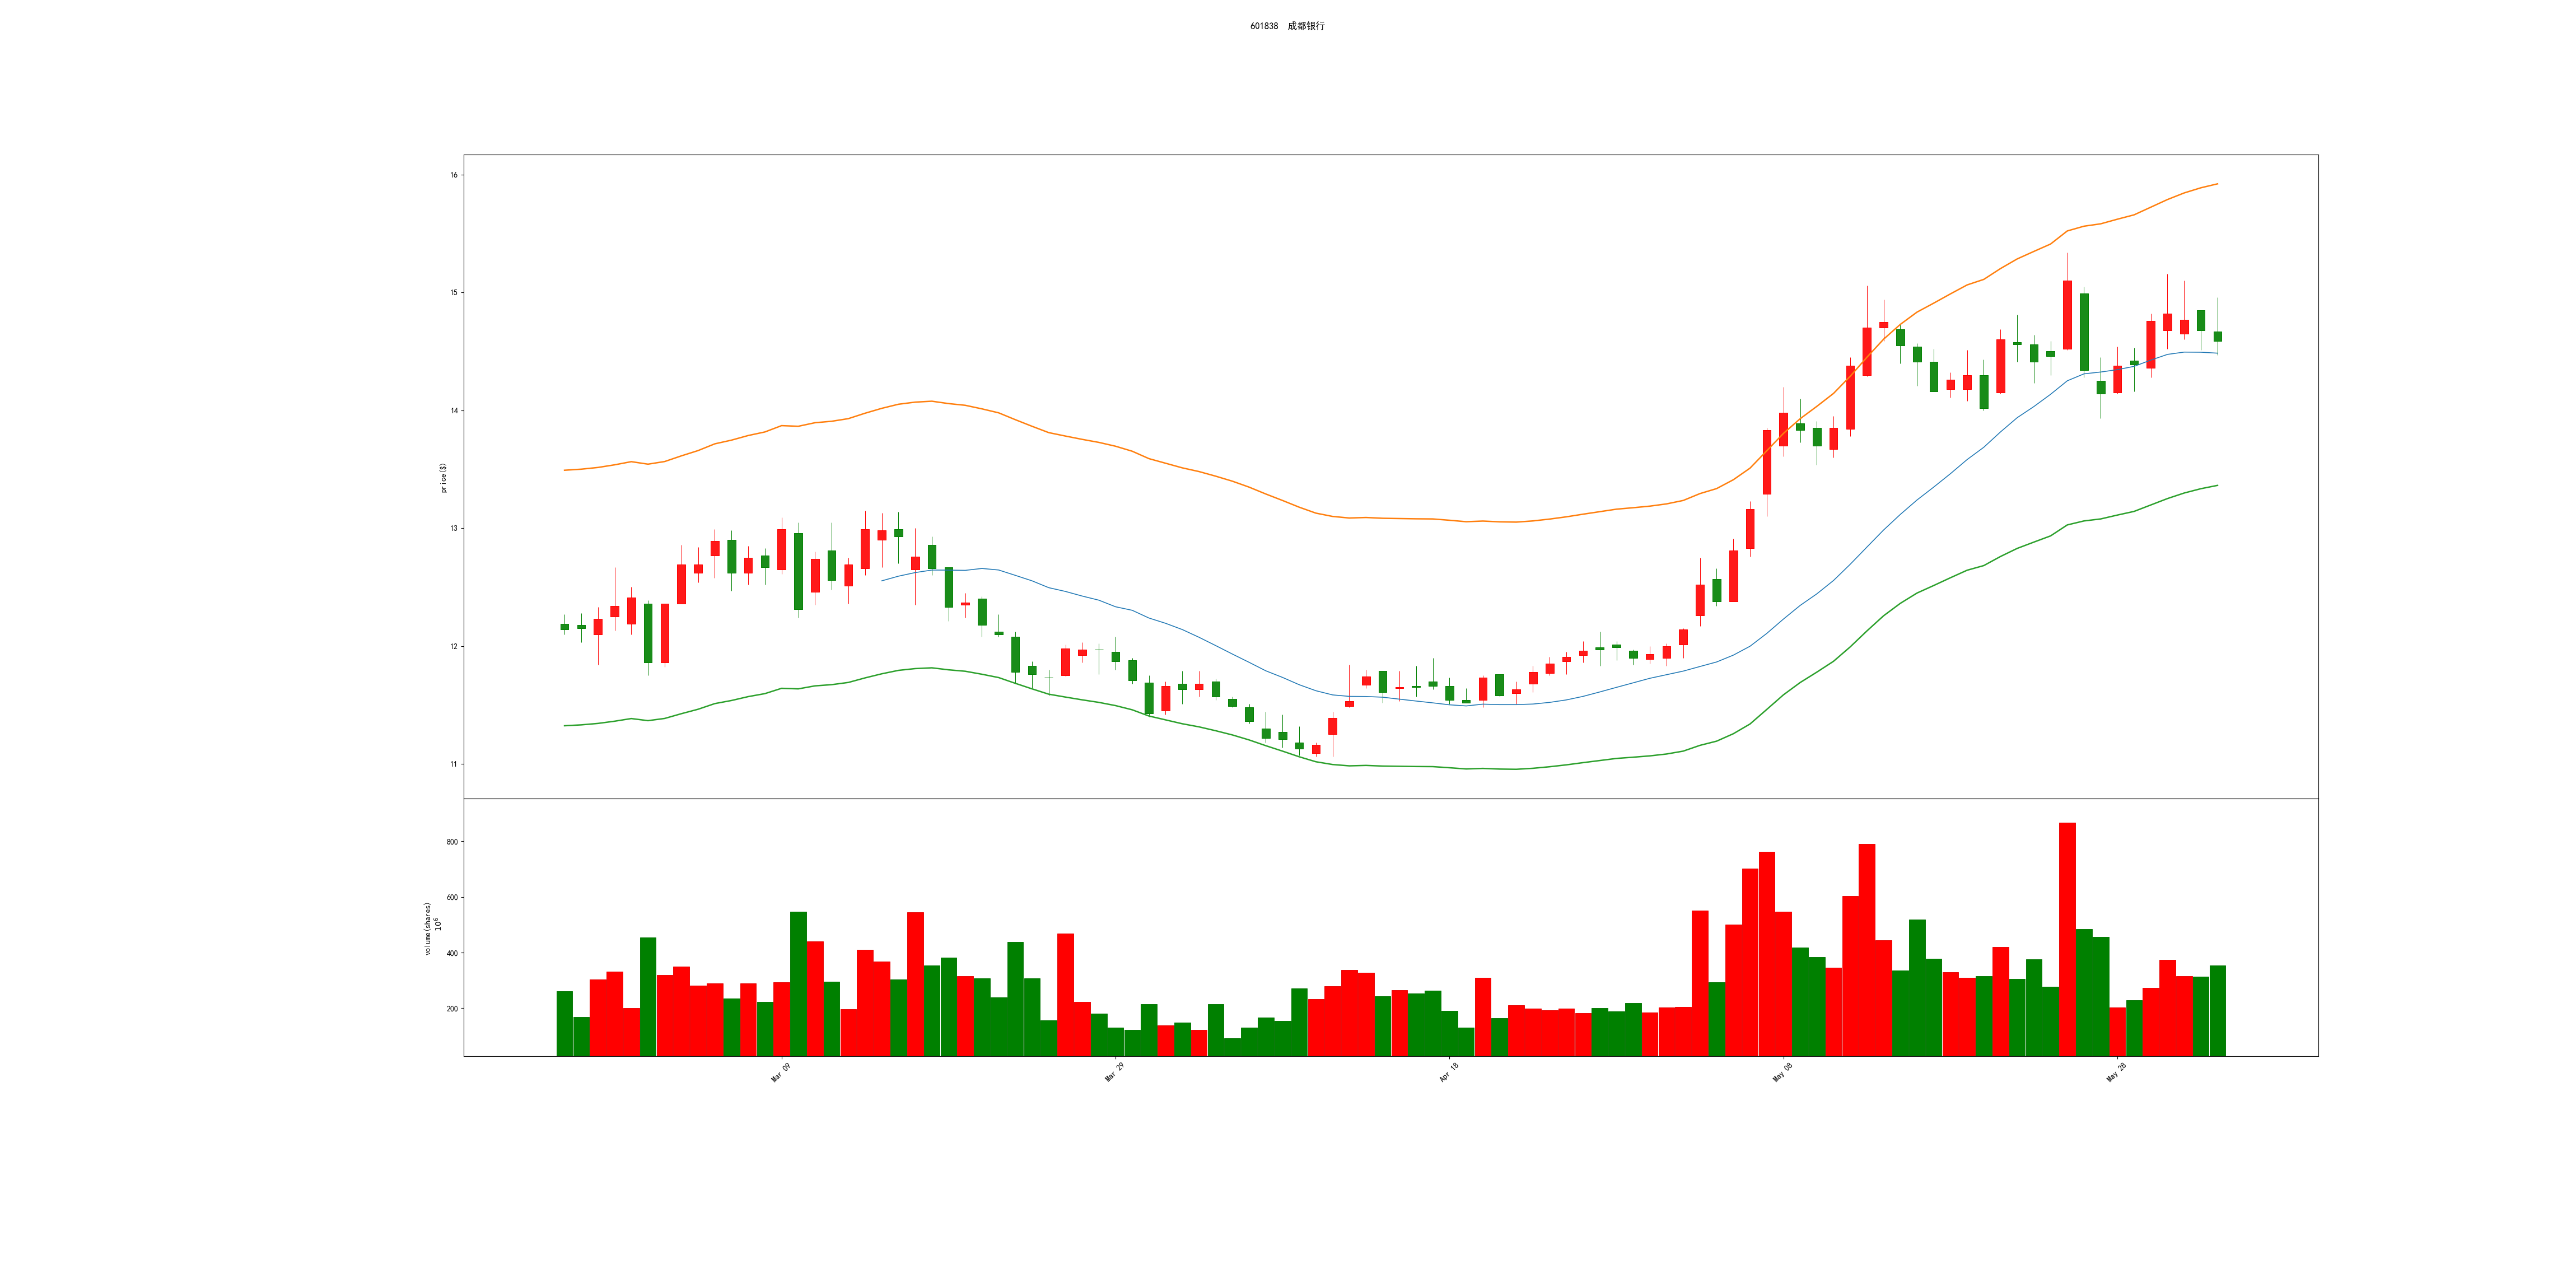 601838 成都银行
16
15
14
13
12
11
price($)
800
600
400
200
volume(shares)
10^6
Mar 09
Mar 29
Apr 18
May 08
May 28